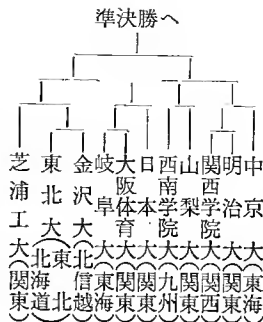 準決勝へ
中京大(東海)
明治大(関東)
関西学院大(関西)
山梨大(関東)
西南学院大(九州)
日本大(関東)
大阪体育大(関東)
岐阜大(東海)
金沢大(北信越)
東北大(東北北海道)
芝浦工大(関東)